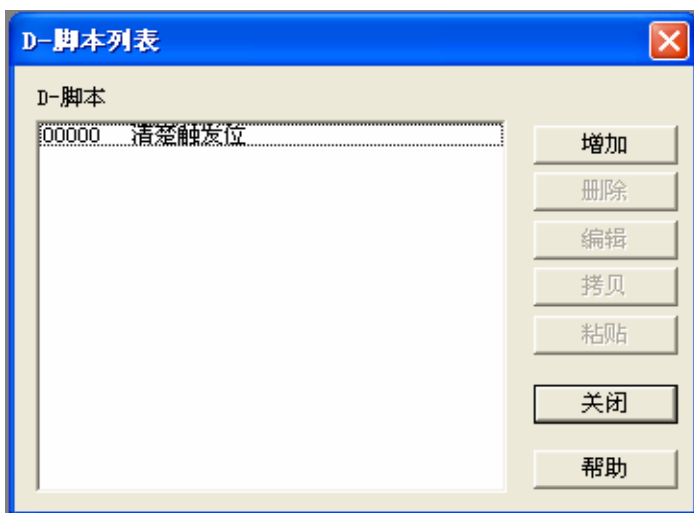 D-脚本列表
D-脚本
00000 清楚触发位
增加
删除
编辑
拷贝
粘贴
关闭
帮助